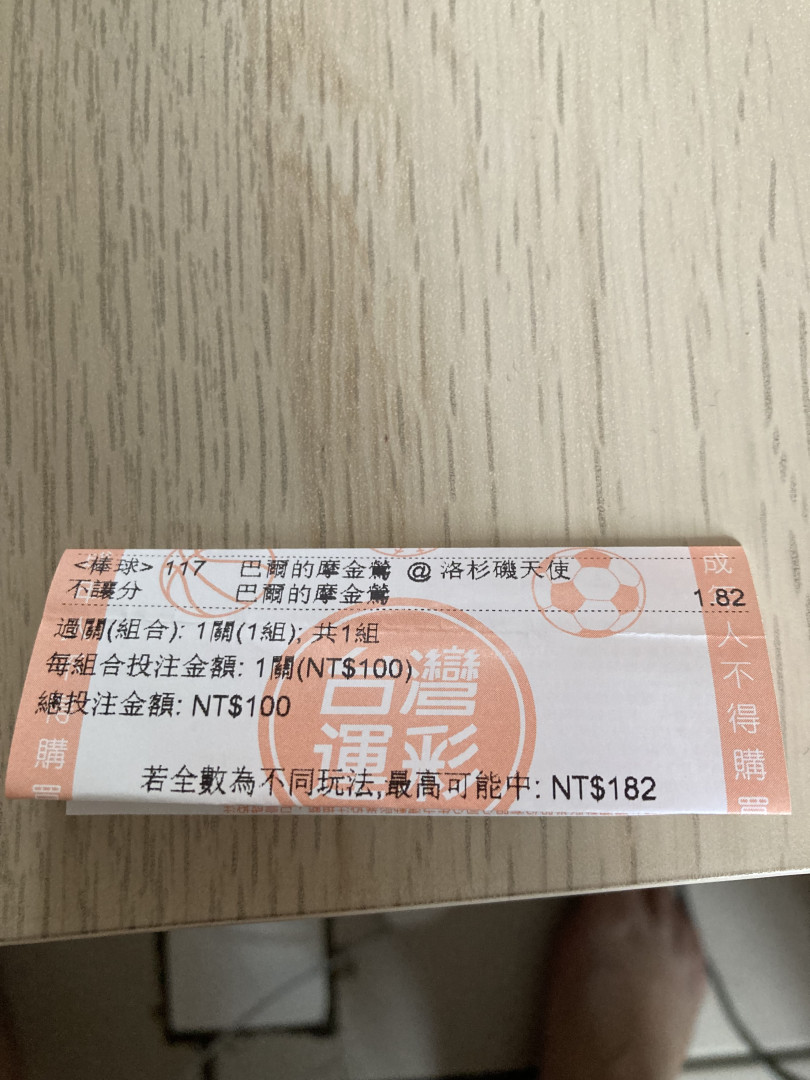 <棒球> 117 巴爾的摩金鶯 @ 洛杉磯天使
不讓分 巴爾的摩金鶯 1.82
過關(組合): 1關(1組); 共1組
每組合投注金額: 1關(NT$100)
總投注金額: NT$100
若全數為不同玩法,最高可能中: NT$182
台灣
運彩
成年人不得購買
得購買